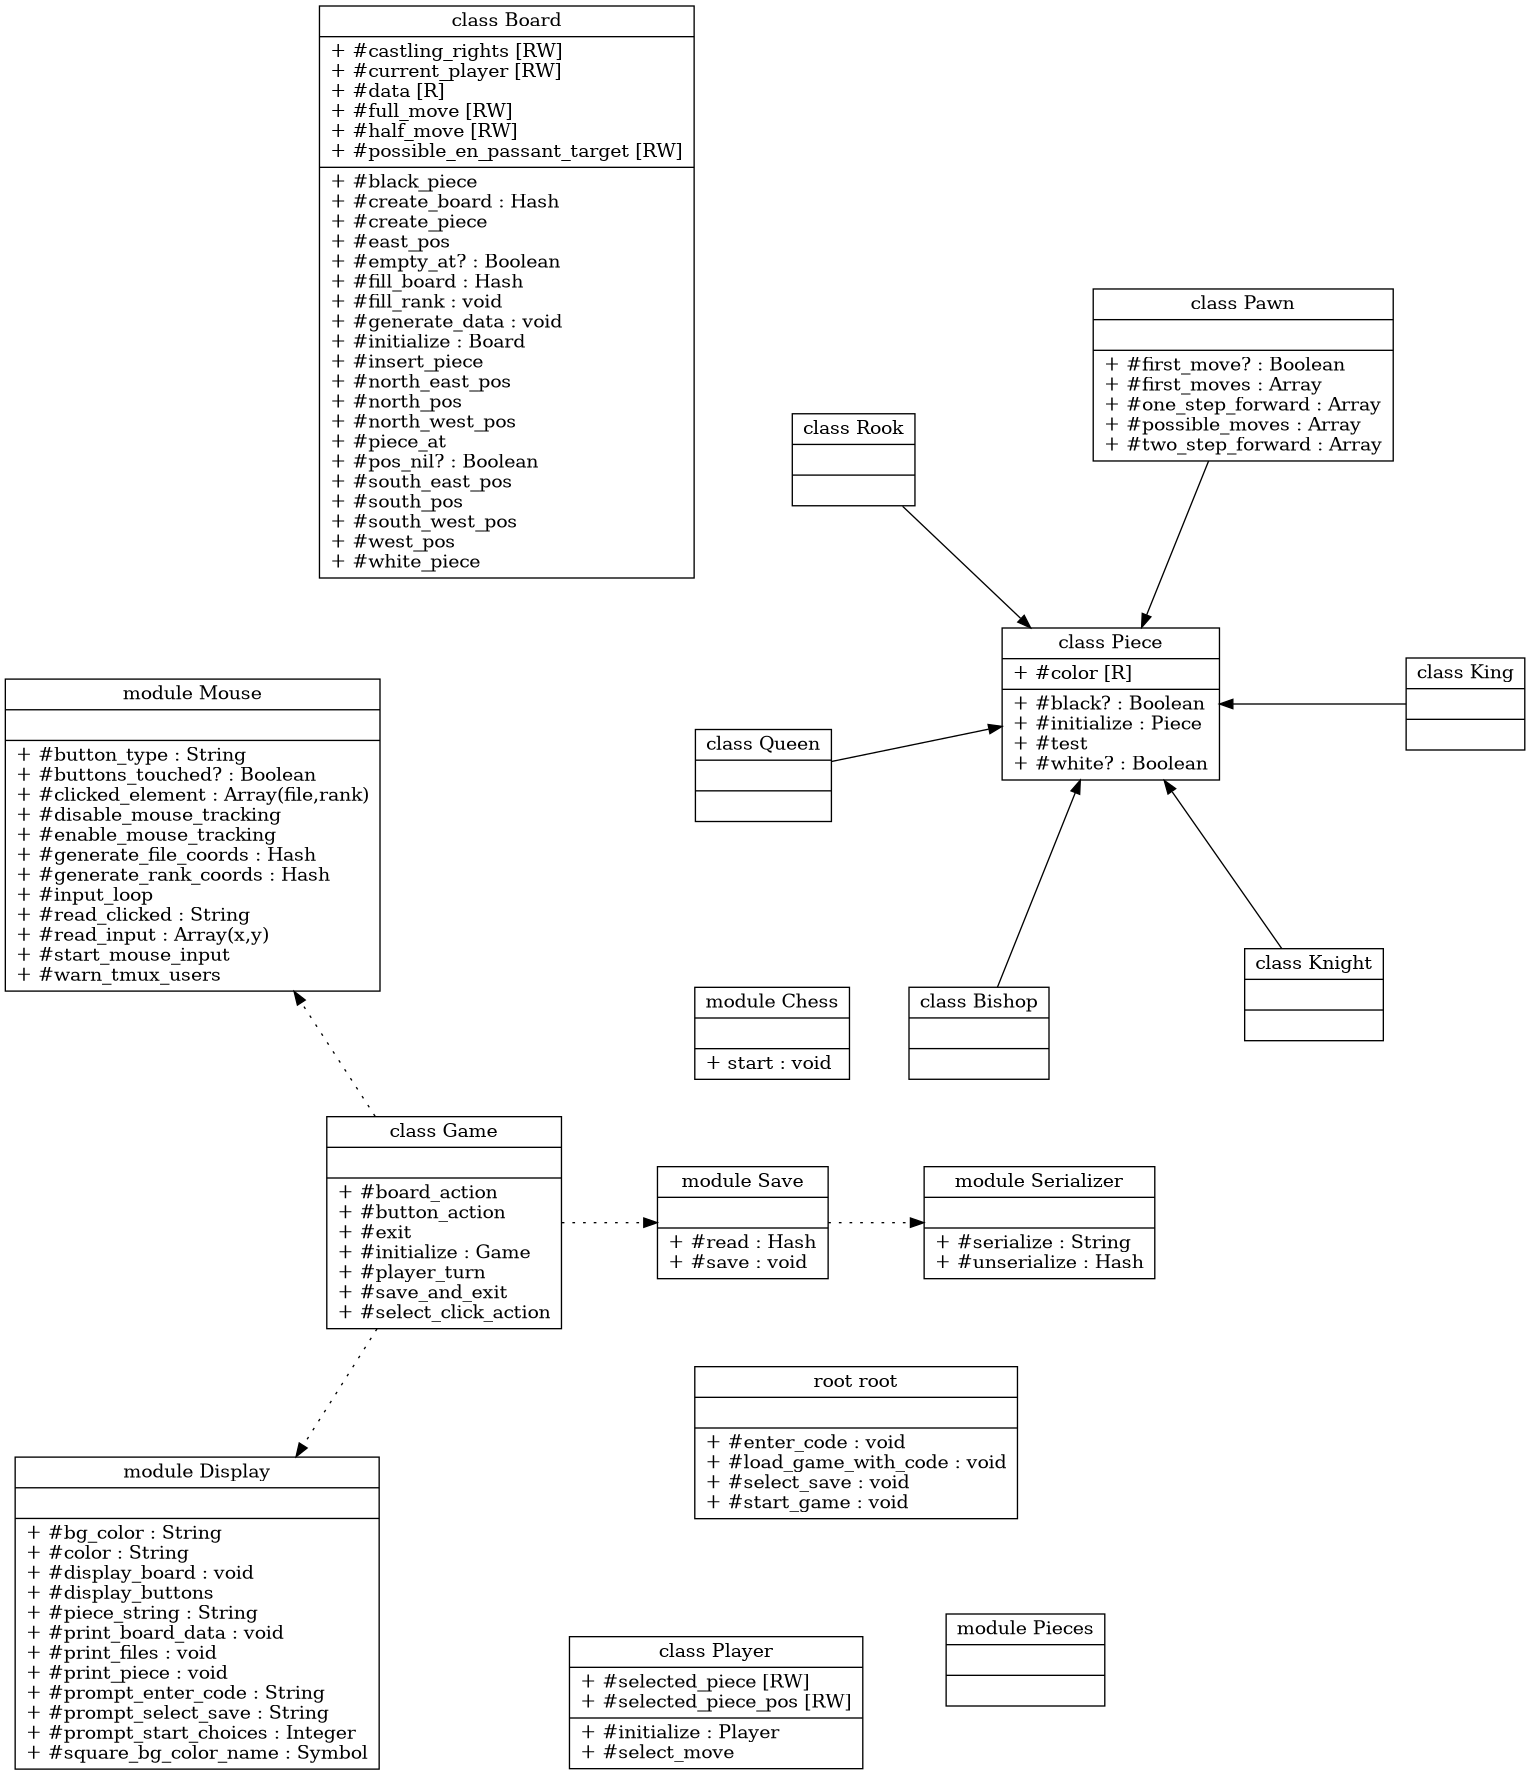 class Board
+ #castling_rights [RW]
+ #current_player [RW]
+ #data [R]
+ #full_move [RW]
+ #half_move [RW]
+ #possible_en_passant_target [RW]
+ #black_piece
+ #create_board : Hash
+ #create_piece
+ #east_pos
+ #empty_at? : Boolean
+ #fill_board : Hash
+ #fill_rank : void
+ #generate_data : void
+ #initialize : Board
+ #insert_piece
+ #north_east_pos
+ #north_pos
+ #north_west_pos
+ #piece_at
+ #pos_nil? : Boolean
+ #south_east_pos
+ #south_pos
+ #south_west_pos
+ #west_pos
+ #white_piece
class Pawn
+ #first_move? : Boolean
+ #first_moves : Array
+ #one_step_forward : Array
+ #possible_moves : Array
+ #two_step_forward : Array
class Rook
class Piece
+ #color [R]
+ #black? : Boolean
+ #initialize : Piece
+ #test
+ #white? : Boolean
class King
module Mouse
+ #button_type : String
+ #buttons_touched? : Boolean
+ #clicked_element : Array(file,rank)
+ #disable_mouse_tracking
+ #enable_mouse_tracking
+ #generate_file_coords : Hash
+ #generate_rank_coords : Hash
+ #input_loop
+ #read_clicked : String
+ #read_input : Array(x,y)
+ #start_mouse_input
+ #warn_tmux_users
class Queen
class Knight
module Chess
+ start : void
class Bishop
class Game
+ #board_action
+ #button_action
+ #exit
+ #initialize : Game
+ #player_turn
+ #save_and_exit
+ #select_click_action
module Save
+ #read : Hash
+ #save : void
module Serializer
+ #serialize : String
+ #unserialize : Hash
root root
+ #enter_code : void
+ #load_game_with_code : void
+ #select_save : void
+ #start_game : void
module Display
+ #bg_color : String
+ #color : String
+ #display_board : void
+ #display_buttons
+ #piece_string : String
+ #print_board_data : void
+ #print_files : void
+ #print_piece : void
+ #prompt_enter_code : String
+ #prompt_select_save : String
+ #prompt_start_choices : Integer
+ #square_bg_color_name : Symbol
class Player
+ #selected_piece [RW]
+ #selected_piece_pos [RW]
+ #initialize : Player
+ #select_move
module Pieces